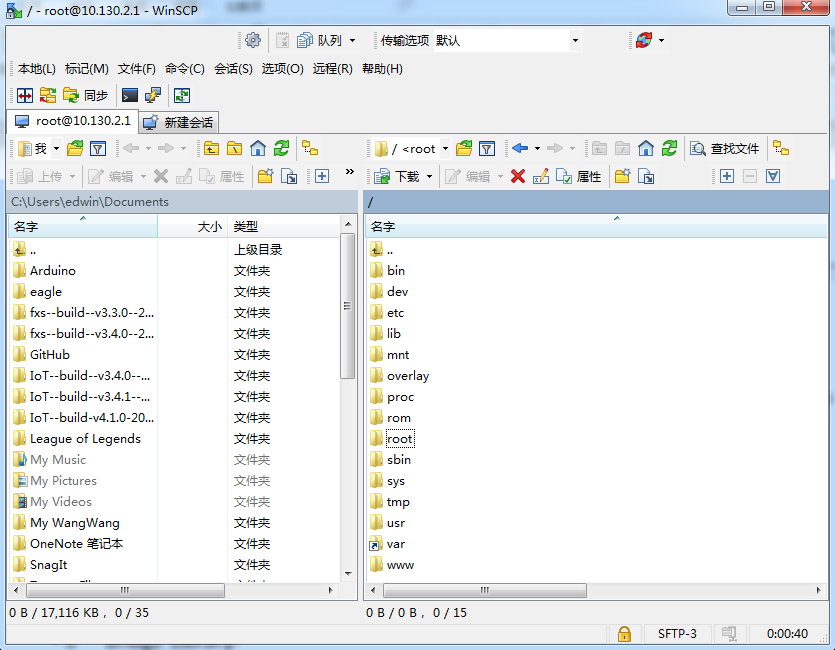 / - root@10.130.2.1 - WinSCP
队列 传输选项 默认
本地(L) 标记(M) 文件(F) 命令(C) 会话(S) 选项(O) 远程(R) 帮助(H)
同步
root@10.130.2.1 新建会话
我 / <root 查找文件
上传 编辑 属性 » 下载 编辑 属性
C:\Users\edwin\Documents /
名字 大小 类型 名字
.. 上级目录 ..
Arduino 文件夹 bin
eagle 文件夹 dev
fxs--build--v3.3.0--2... 文件夹 etc
fxs--build--v3.4.0--2... 文件夹 lib
GitHub 文件夹 mnt
IoT--build--v3.4.0--... 文件夹 overlay
IoT--build--v3.4.1--... 文件夹 proc
IoT--build-v4.1.0-20... 文件夹 rom
League of Legends 文件夹 root
My Music 文件夹 sbin
My Pictures 文件夹 sys
My Videos 文件夹 tmp
My WangWang 文件夹 usr
OneNote 笔记本 文件夹 var
SnagIt 文件夹 www
0 B / 17,116 KB， 0 / 35 0 B / 0 B， 0 / 15
SFTP-3 0:00:40